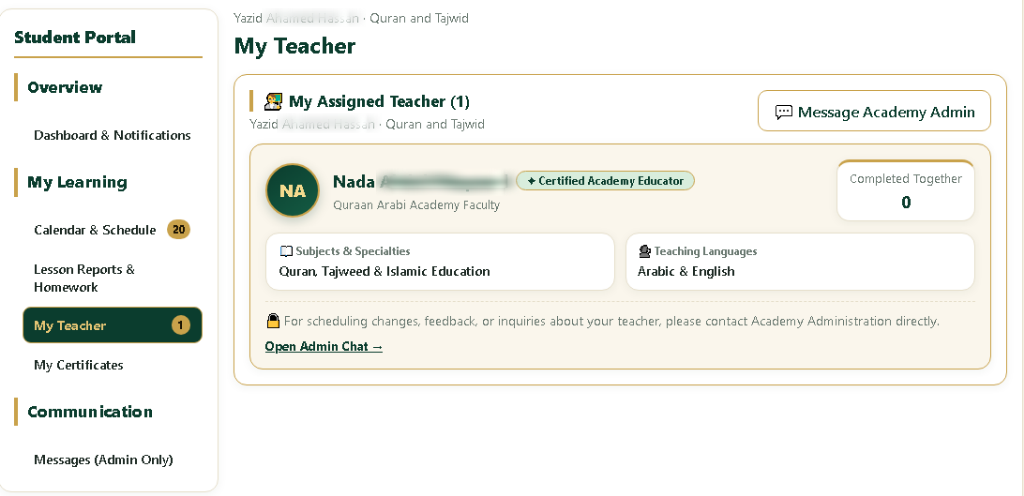 Student Portal
Overview
Dashboard & Notifications
My Learning
Calendar & Schedule 20
Lesson Reports &
Homework
My Teacher 1
My Certificates
Communication
Messages (Admin Only)
Yazid · Quran and Tajwid
My Teacher
My Assigned Teacher (1)
Yazid · Quran and Tajwid
Message Academy Admin
NA
Nada
✦ Certified Academy Educator
Quraan Arabi Academy Faculty
Completed Together
0
Subjects & Specialties
Quran, Tajweed & Islamic Education
Teaching Languages
Arabic & English
For scheduling changes, feedback, or inquiries about your teacher, please contact Academy Administration directly.
Open Admin Chat →